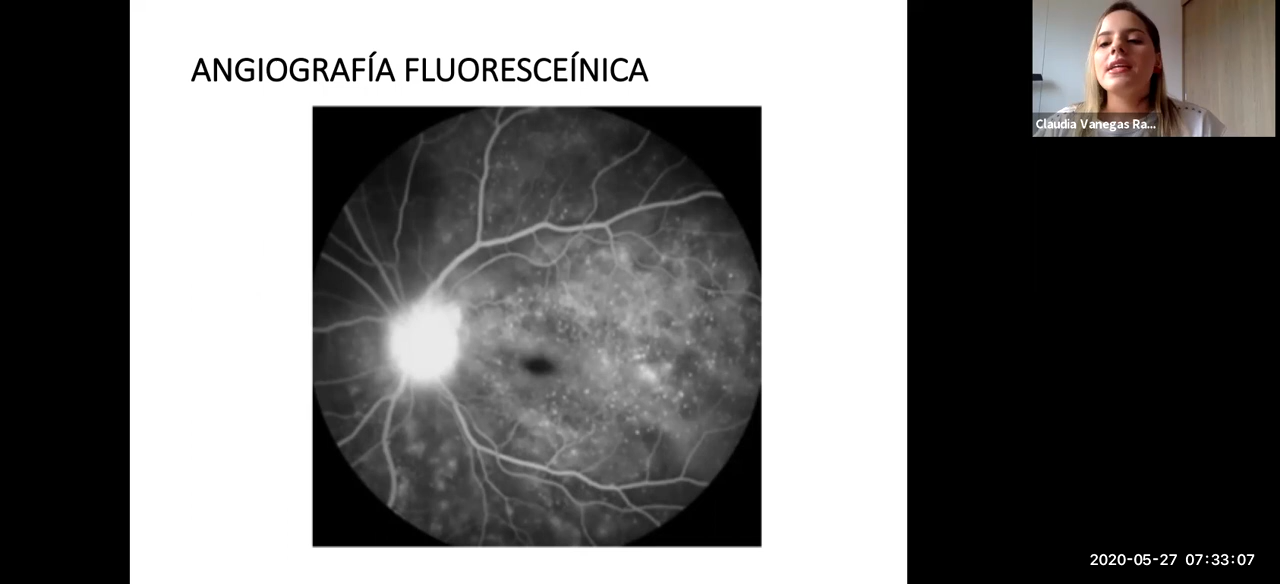 ANGIOGRAFÍA FLUORESCEÍNICA
Claudia Vanegas Ra...
2020-05-27 07:33:07